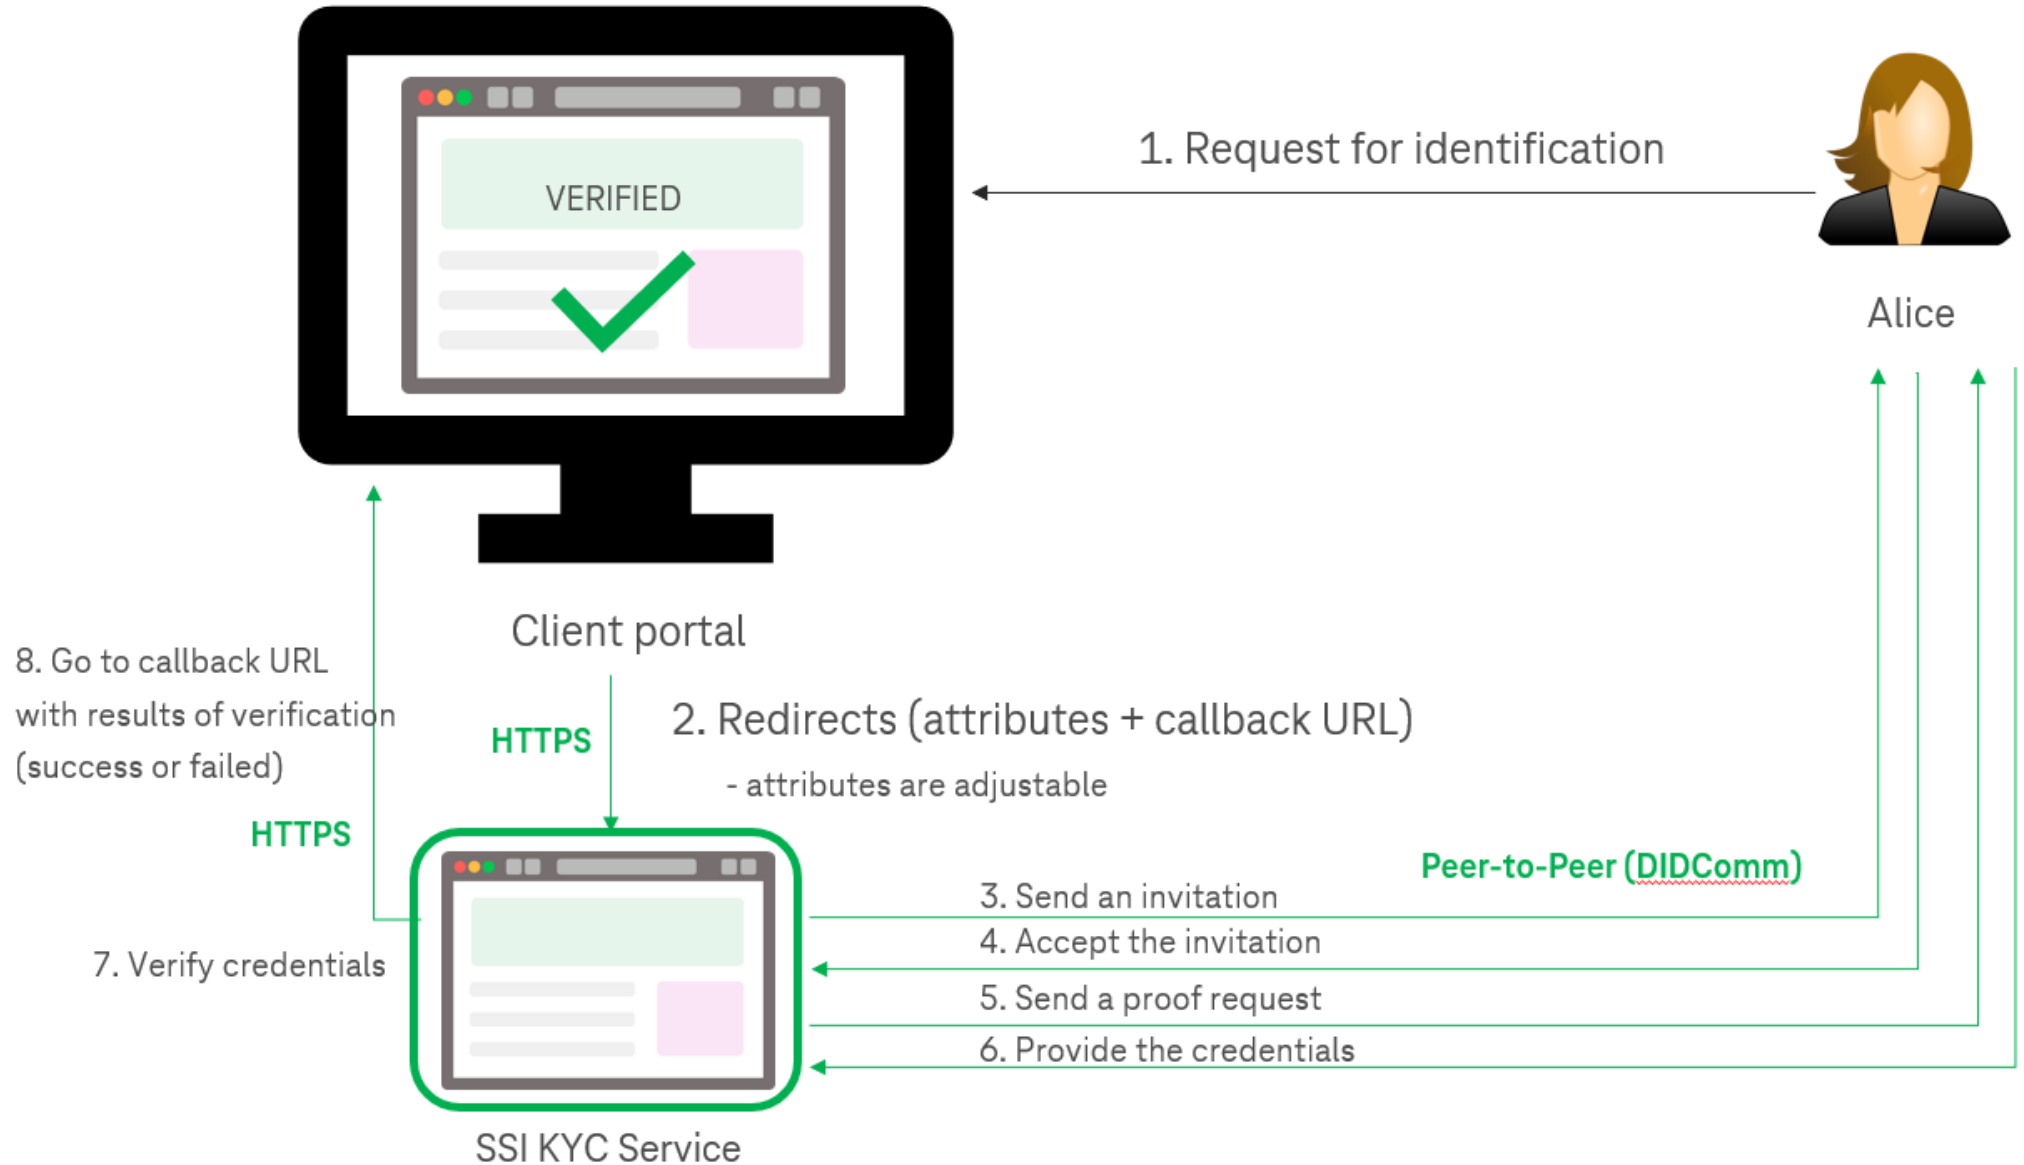 VERIFIED
1. Request for identification
Alice
Client portal
8. Go to callback URL
with results of verification
(success or failed)
HTTPS
HTTPS
2. Redirects (attributes + callback URL)
- attributes are adjustable
Peer-to-Peer (DIDComm)
3. Send an invitation
4. Accept the invitation
5. Send a proof request
6. Provide the credentials
7. Verify credentials
SSI KYC Service